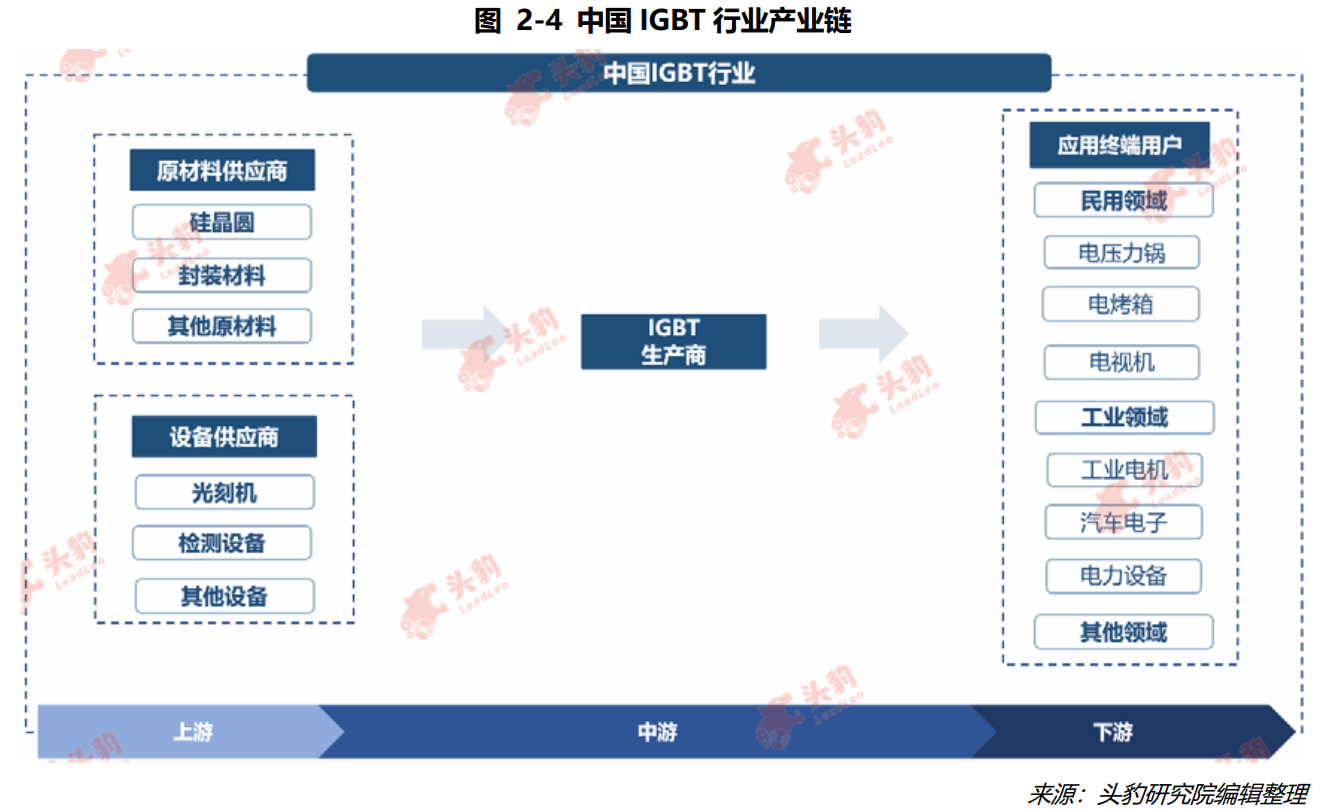 图 2-4 中国 IGBT 行业产业链
中国IGBT行业
原材料供应商
硅晶圆
封装材料
其他原材料
设备供应商
光刻机
检测设备
其他设备
IGBT
生产商
应用终端用户
民用领域
电压力锅
电烤箱
电视机
工业领域
工业电机
汽车电子
电力设备
其他领域
上游
中游
下游
来源：头豹研究院编辑整理
头豹
LeadLeo